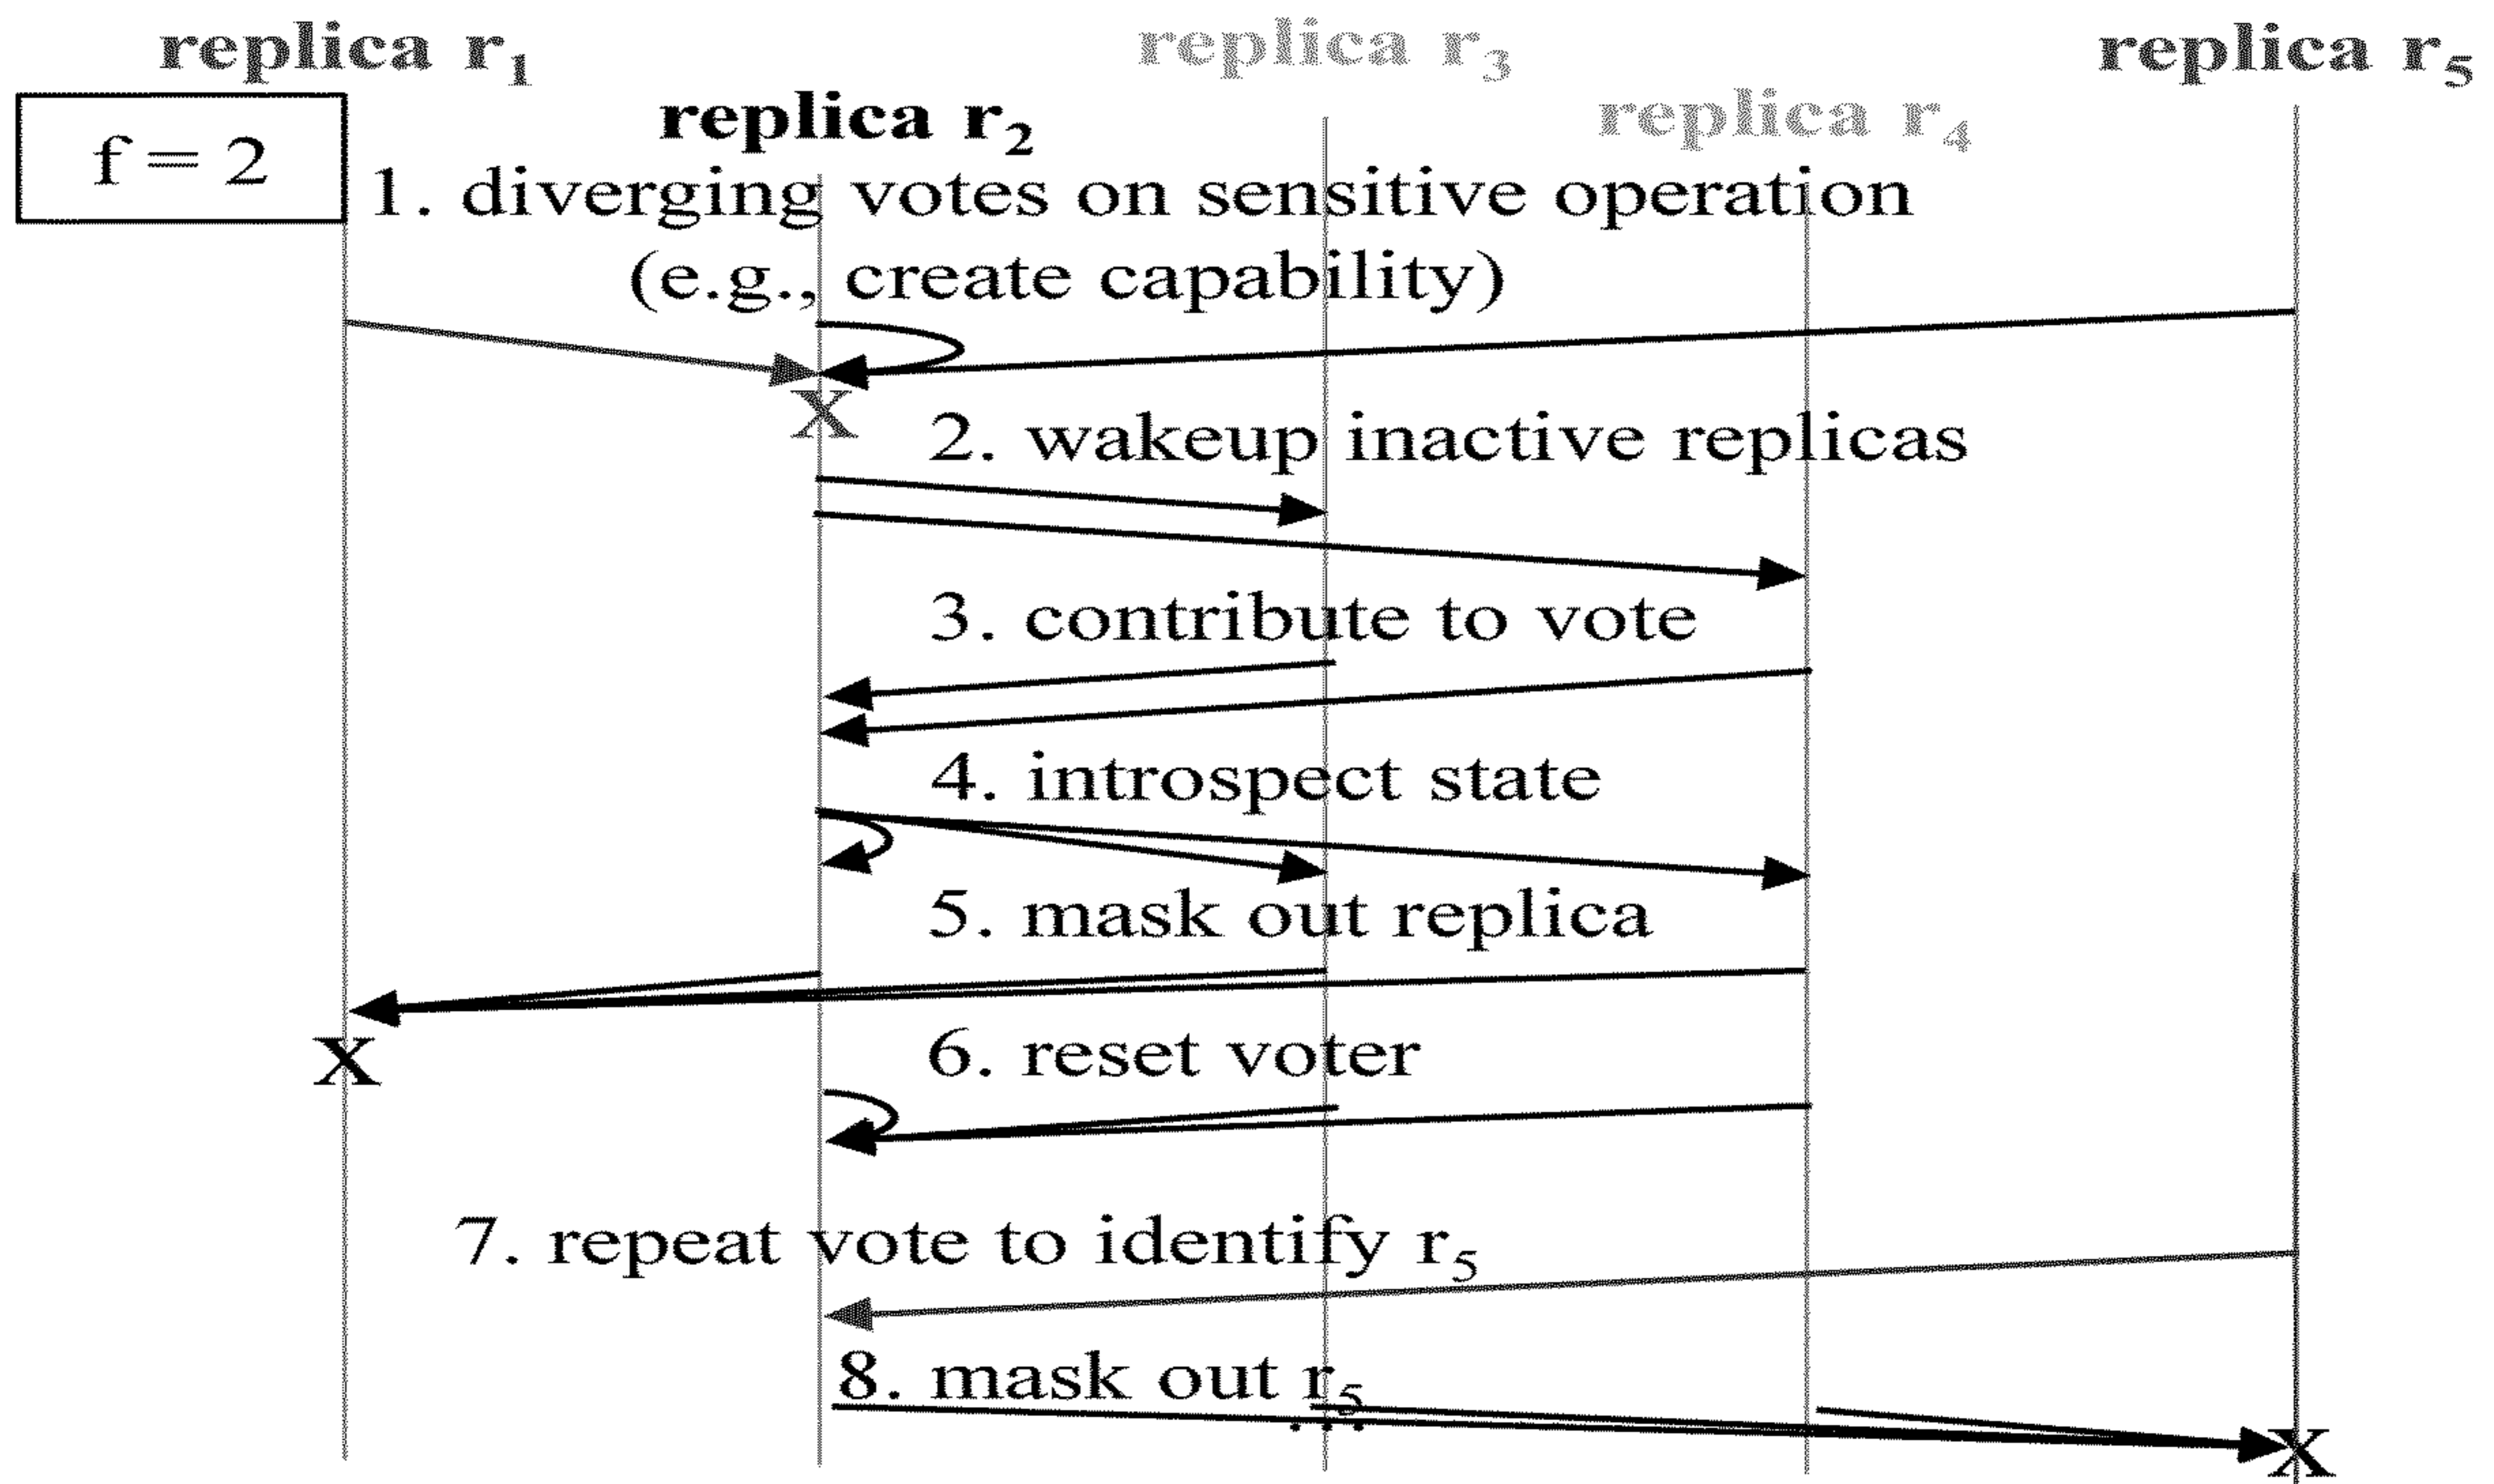 replica r₁
replica r₃
replica r₅
replica r₂
replica r₄
f = 2
1. diverging votes on sensitive operation
(e.g., create capability)
X
2. wakeup inactive replicas
3. contribute to vote
4. introspect state
5. mask out replica
X
6. reset voter
7. repeat vote to identify r₅
8. mask out r₅
...
X